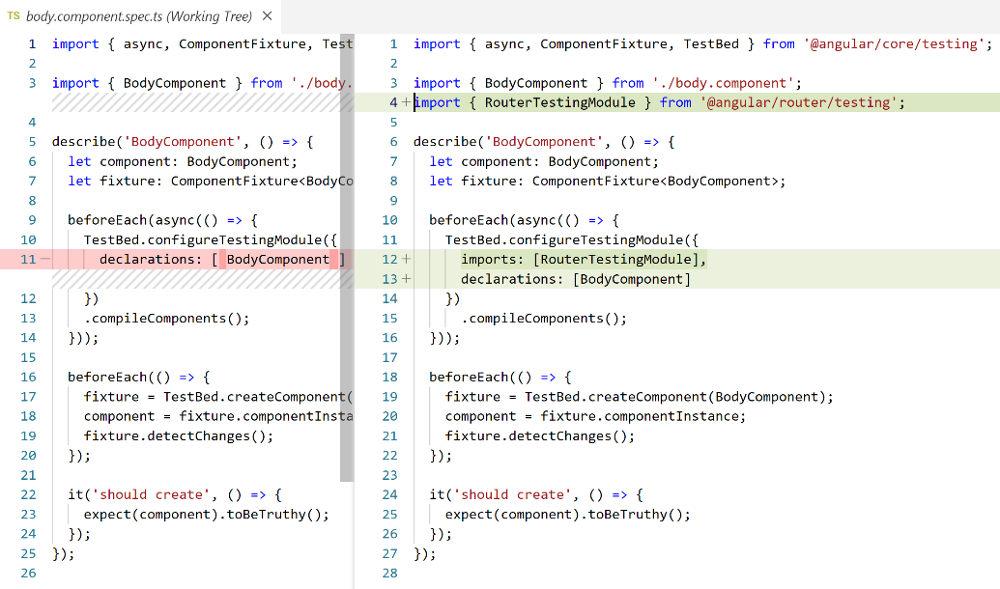 TS body.component.spec.ts (Working Tree) ×
1 import { async, ComponentFixture, Test
2
3 import { BodyComponent } from './body.
4
5 describe('BodyComponent', () => {
6 let component: BodyComponent;
7 let fixture: ComponentFixture<BodyCo
8
9 beforeEach(async(() => {
10 TestBed.configureTestingModule({
11 − declarations: [ BodyComponent ]
12 })
13 .compileComponents();
14 }));
15
16 beforeEach(() => {
17 fixture = TestBed.createComponent(
18 component = fixture.componentInsta
19 fixture.detectChanges();
20 });
21
22 it('should create', () => {
23 expect(component).toBeTruthy();
24 });
25 });
26
1 import { async, ComponentFixture, TestBed } from '@angular/core/testing';
2
3 import { BodyComponent } from './body.component';
4 + import { RouterTestingModule } from '@angular/router/testing';
5
6 describe('BodyComponent', () => {
7 let component: BodyComponent;
8 let fixture: ComponentFixture<BodyComponent>;
9
10 beforeEach(async(() => {
11 TestBed.configureTestingModule({
12 + imports: [RouterTestingModule],
13 + declarations: [BodyComponent]
14 })
15 .compileComponents();
16 }));
17
18 beforeEach(() => {
19 fixture = TestBed.createComponent(BodyComponent);
20 component = fixture.componentInstance;
21 fixture.detectChanges();
22 });
23
24 it('should create', () => {
25 expect(component).toBeTruthy();
26 });
27 });
28